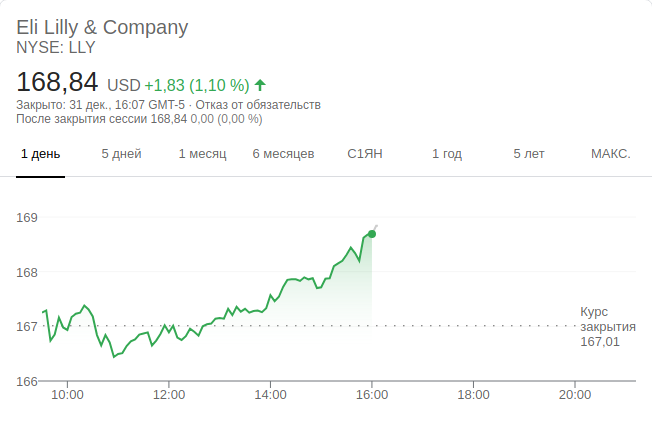 Eli Lilly & Company
NYSE: LLY
168,84 USD +1,83 (1,10 %)
Закрыто: 31 дек., 16:07 GMT-5 · Отказ от обязательств
После закрытия сессии 168,84 0,00 (0,00 %)
1 день 5 дней 1 месяц 6 месяцев С1ЯН 1 год 5 лет МАКС.
169
168
167
166
Курс
закрытия
167,01
10:00 12:00 14:00 16:00 18:00 20:00